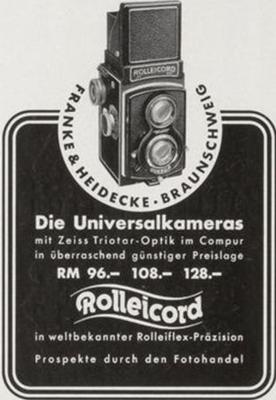 ROLLEICORD
FRANKE & HEIDECKE · BRAUNSCHWEIG
Die Universalkameras
mit Zeiss Triotar-Optik im Compur
in überraschend günstiger Preislage
RM 96.– 108.– 128.–
Rolleicord
in weltbekannter Rolleiflex-Präzision
Prospekte durch den Fotohandel